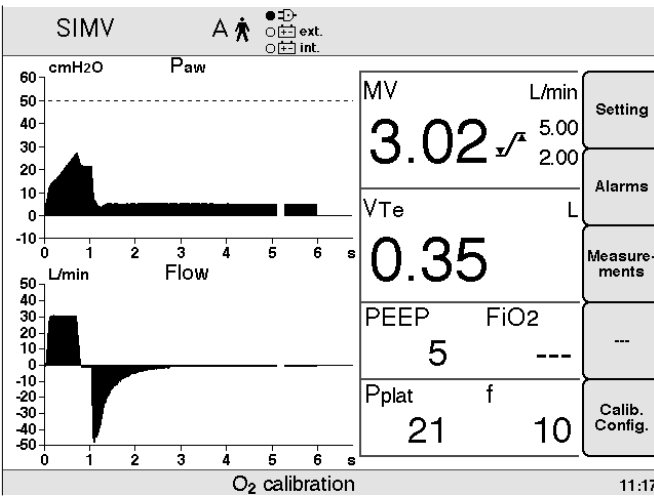 SIMV
A
ext.
int.
cmH2O Paw
60
50
40
30
20
10
0
-10
0 1 2 3 4 5 6 s
L/min Flow
50
40
30
20
10
0
-10
-20
-30
-40
-50
0 1 2 3 4 5 6 s
MV L/min
3.02 5.00
2.00
VTe L
0.35
PEEP FiO2
5 ---
Pplat f
21 10
Setting
Alarms
Measure-
ments
---
Calib.
Config.
O2 calibration 11:17